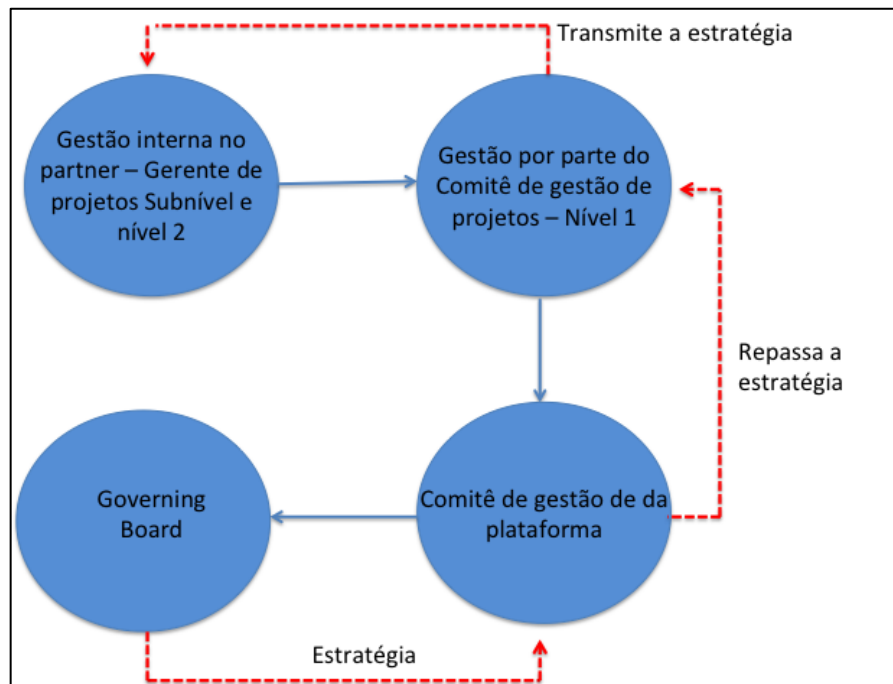 Transmite a estratégia
Gestão interna no
partner – Gerente de
projetos Subnível e
nível 2
Gestão por parte do
Comitê de gestão de
projetos – Nível 1
Repassa a
estratégia
Governing
Board
Comitê de gestão de da
plataforma
Estratégia